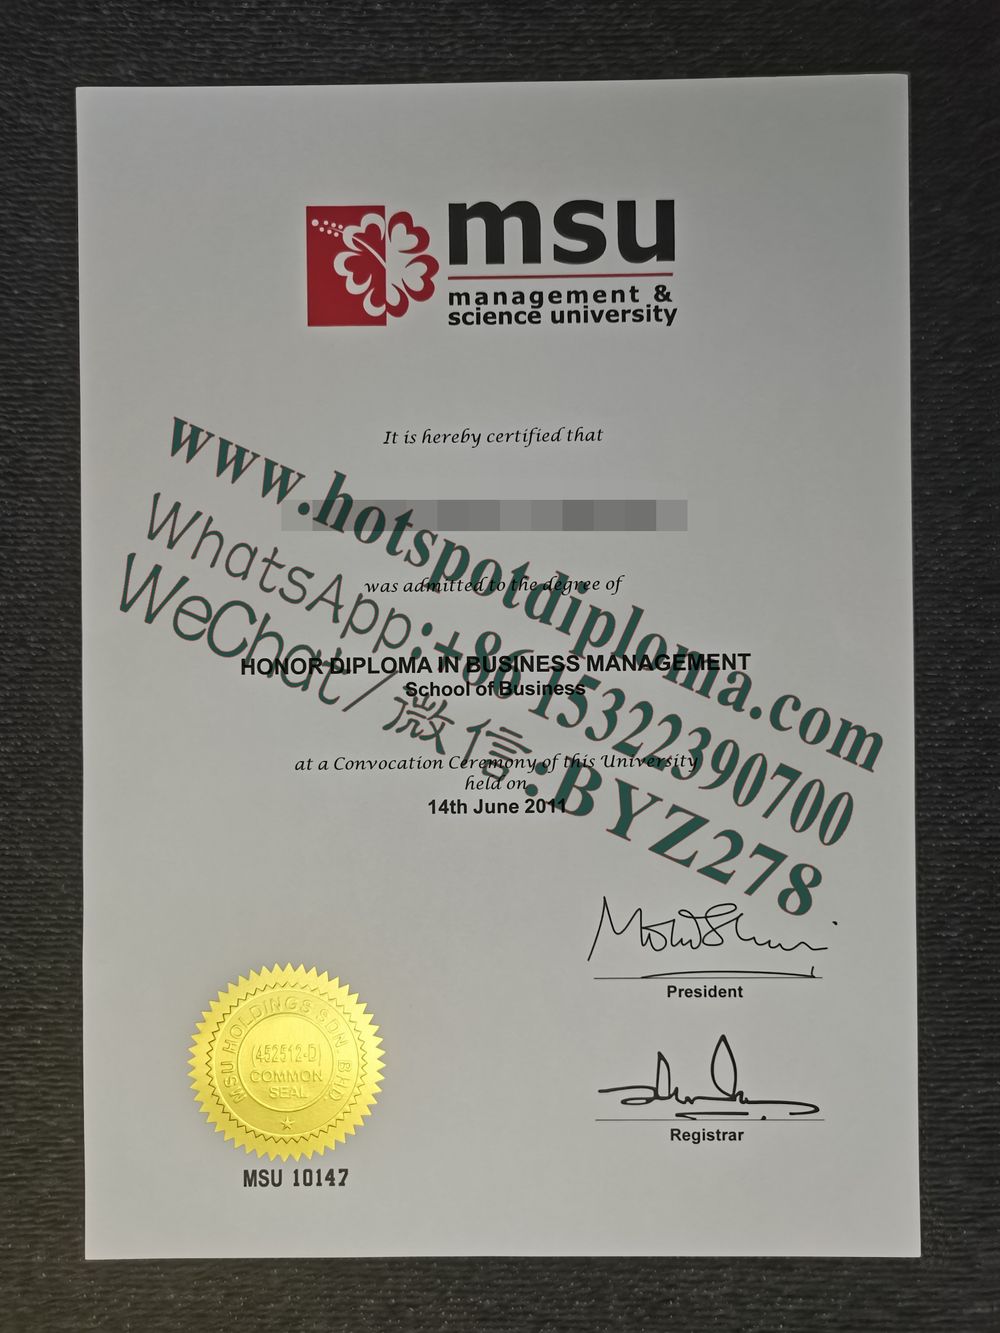 msu
management &
science university
It is hereby certified that
www.hotspotdiploma.com
was admitted to the degree of
WhatsApp:+86 15322390700
HONOR DIPLOMA IN BUSINESS MANAGEMENT
School of Business
WeChat/微信:BYZ278
at a Convocation Ceremony of this University
held on
14th June 2011
President
MSU HOLDINGS SDN. BHD.
(452512-D)
COMMON
SEAL
Registrar
MSU 10147